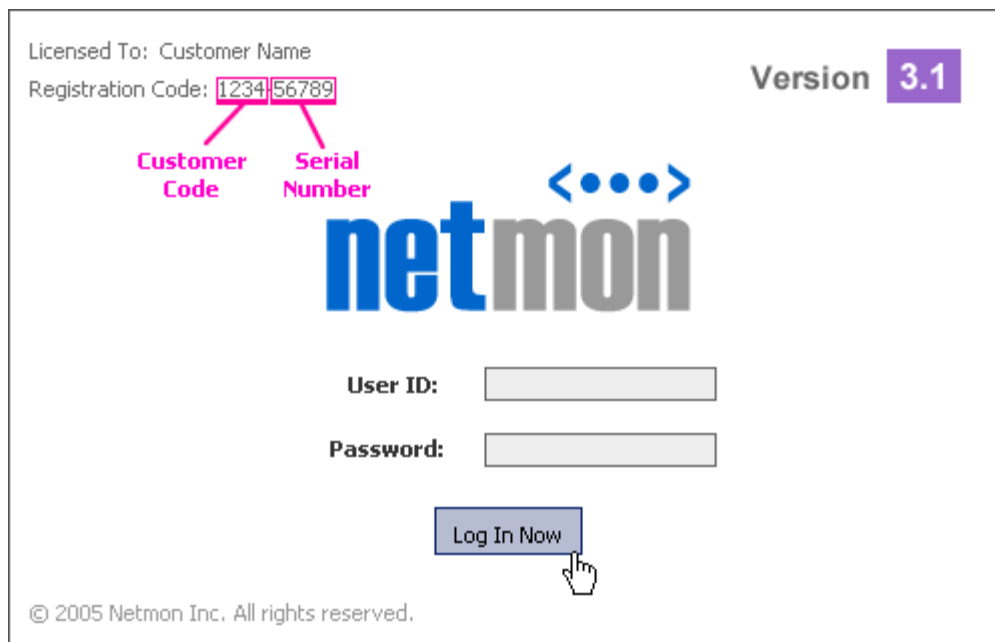 Licensed To: Customer Name
Version 3.1
Registration Code: 1234-56789
Customer Code
Serial Number
<•••>
netmon
User ID:
Password:
Log In Now
© 2005 Netmon Inc. All rights reserved.